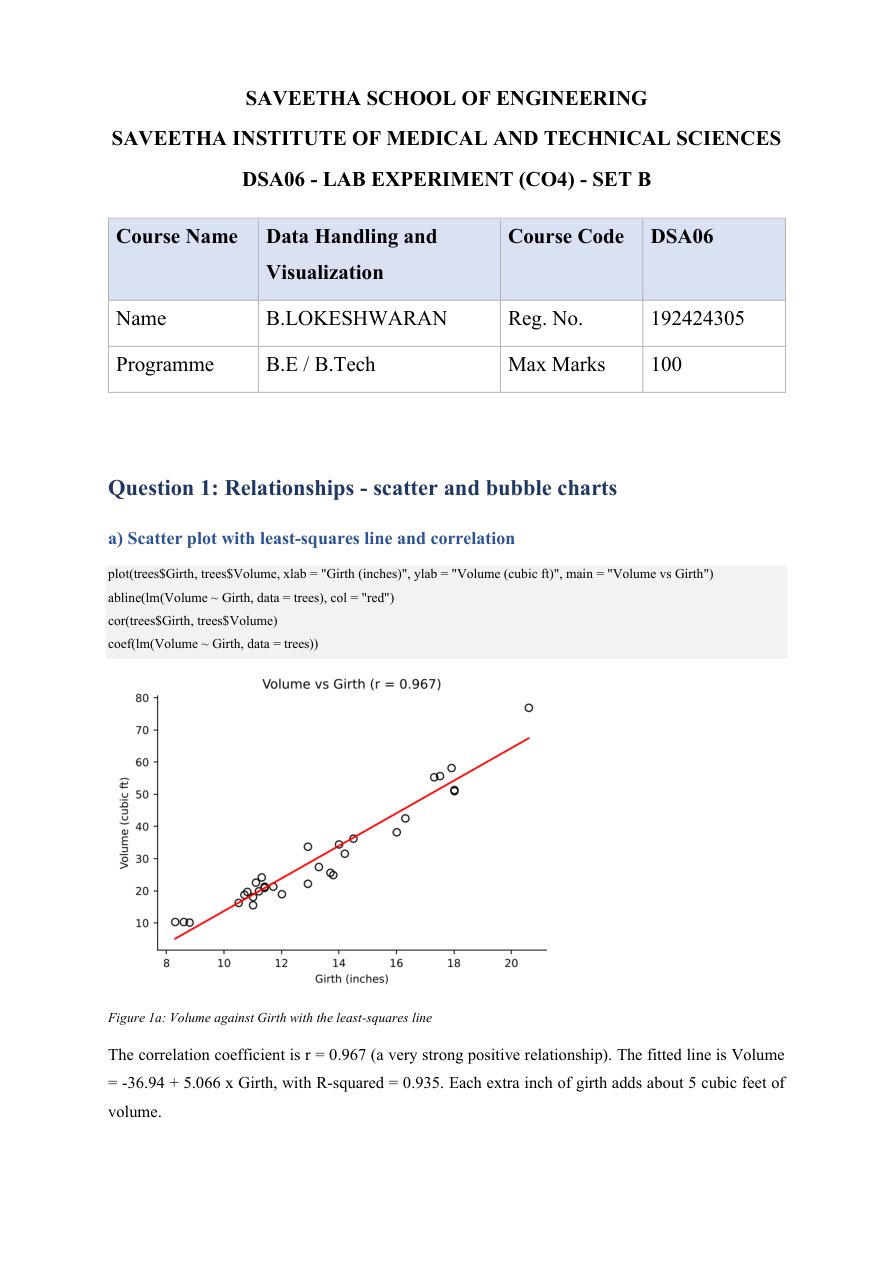 SAVEETHA SCHOOL OF ENGINEERING
SAVEETHA INSTITUTE OF MEDICAL AND TECHNICAL SCIENCES
DSA06 - LAB EXPERIMENT (CO4) - SET B
Course Name Data Handling and Visualization Course Code DSA06
Name B.LOKESHWARAN Reg. No. 192424305
Programme B.E / B.Tech Max Marks 100
Question 1: Relationships - scatter and bubble charts
a) Scatter plot with least-squares line and correlation
plot(trees$Girth, trees$Volume, xlab = "Girth (inches)", ylab = "Volume (cubic ft)", main = "Volume vs Girth")
abline(lm(Volume ~ Girth, data = trees), col = "red")
cor(trees$Girth, trees$Volume)
coef(lm(Volume ~ Girth, data = trees))
Volume vs Girth (r = 0.967)
Volume (cubic ft)
80
70
60
50
40
30
20
10
8 10 12 14 16 18 20
Girth (inches)
Figure 1a: Volume against Girth with the least-squares line
The correlation coefficient is r = 0.967 (a very strong positive relationship). The fitted line is Volume
= -36.94 + 5.066 x Girth, with R-squared = 0.935. Each extra inch of girth adds about 5 cubic feet of
volume.